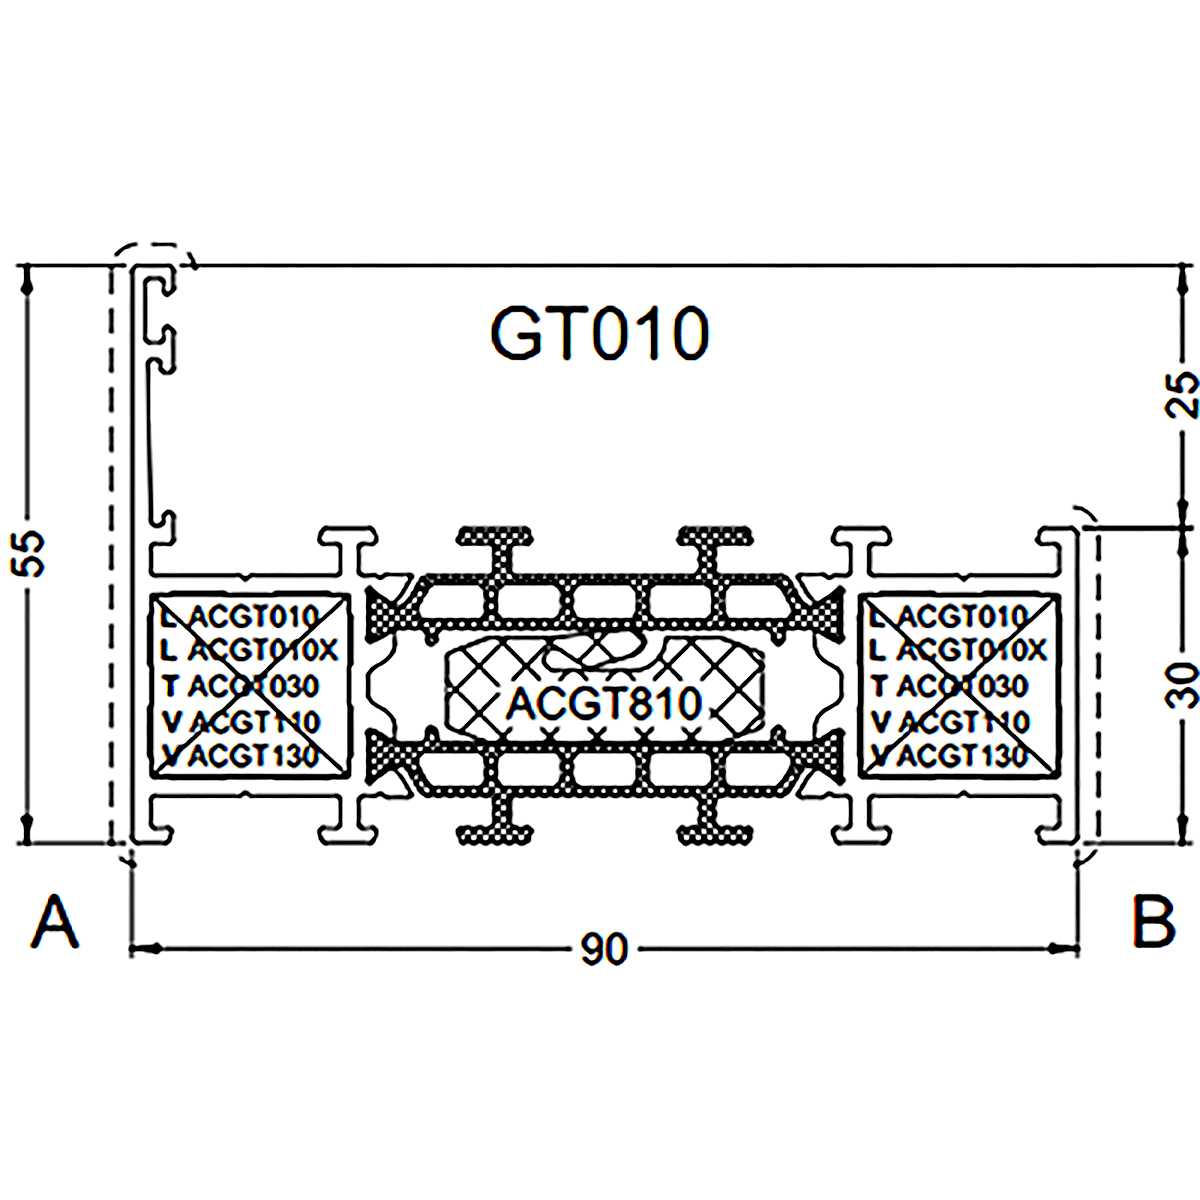 GT010
25
55
30
L ACGT010
L ACGT010X
T ACGT030
V ACGT110
V ACGT130
ACGT810
L ACGT010
L ACGT010X
T ACGT030
V ACGT110
V ACGT130
A
B
90